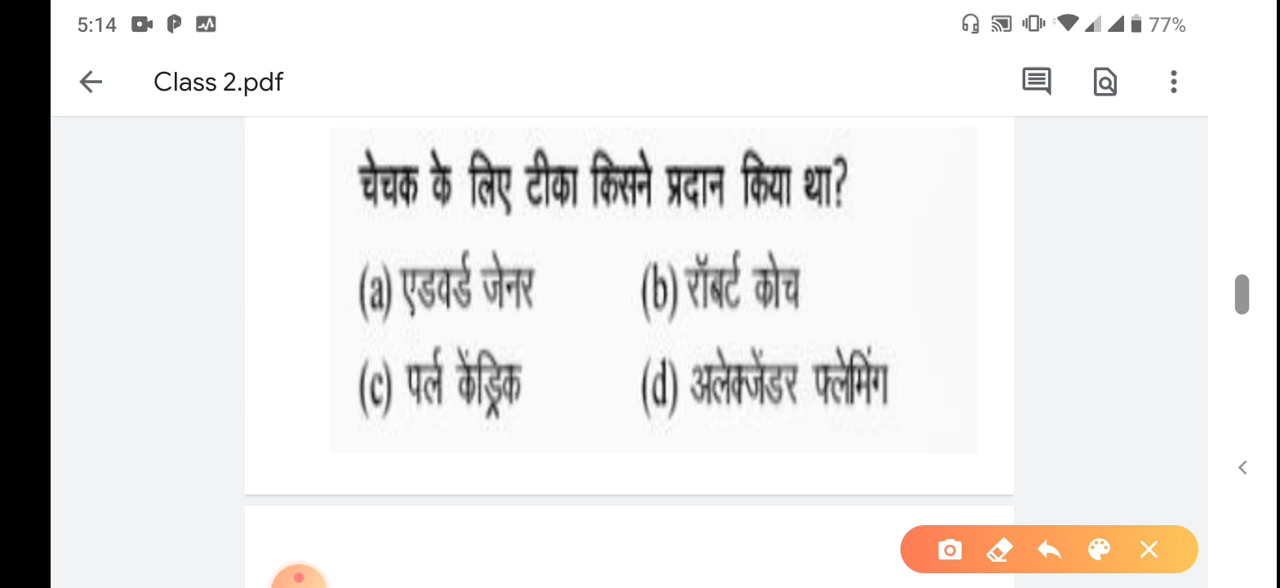 5:14
77%
Class 2.pdf
चेचक के लिए टीका किसने प्रदान किया था?
(a) एडवर्ड जेनर (b) रॉबर्ट कोच
(c) पर्ल केंड्रिक (d) अलेक्जेंडर फ्लेमिंग